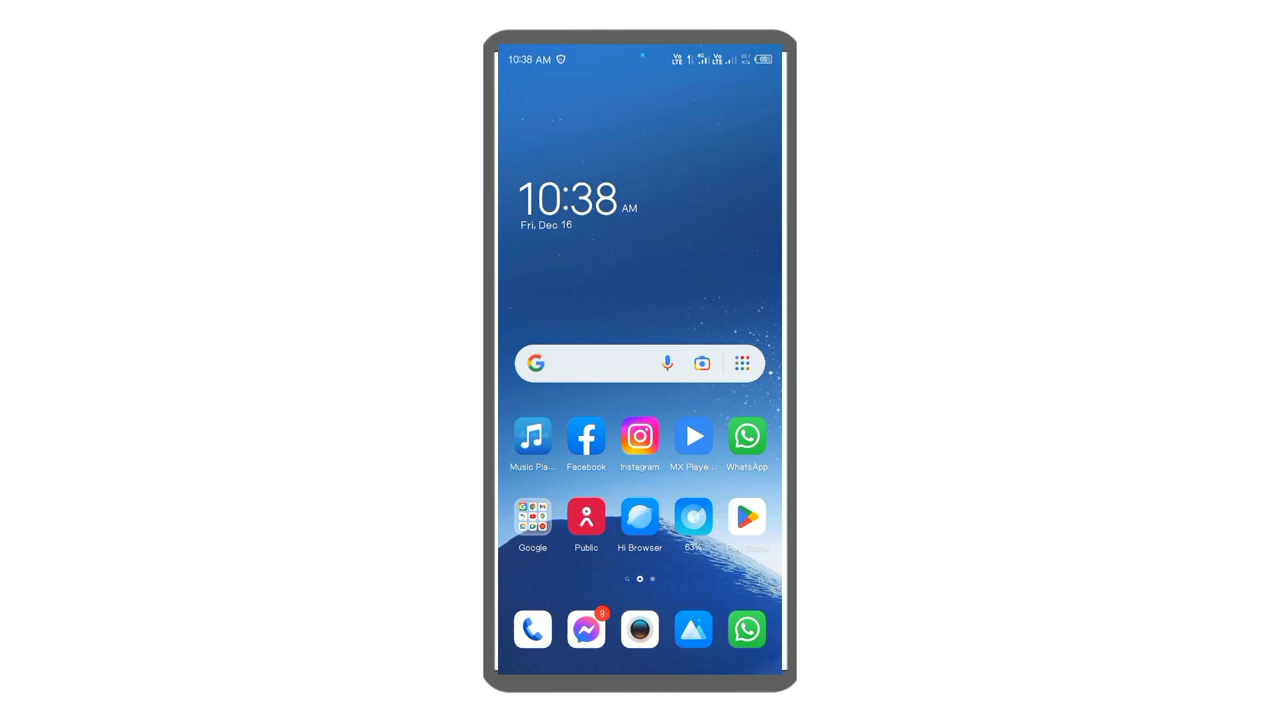 10:38 AM
10:38 AM
Fri, Dec 16
Music Pla...
Facebook
Instagram
MX Playe...
WhatsApp
Google
Public
Hi Browser
63%
Play Store
9